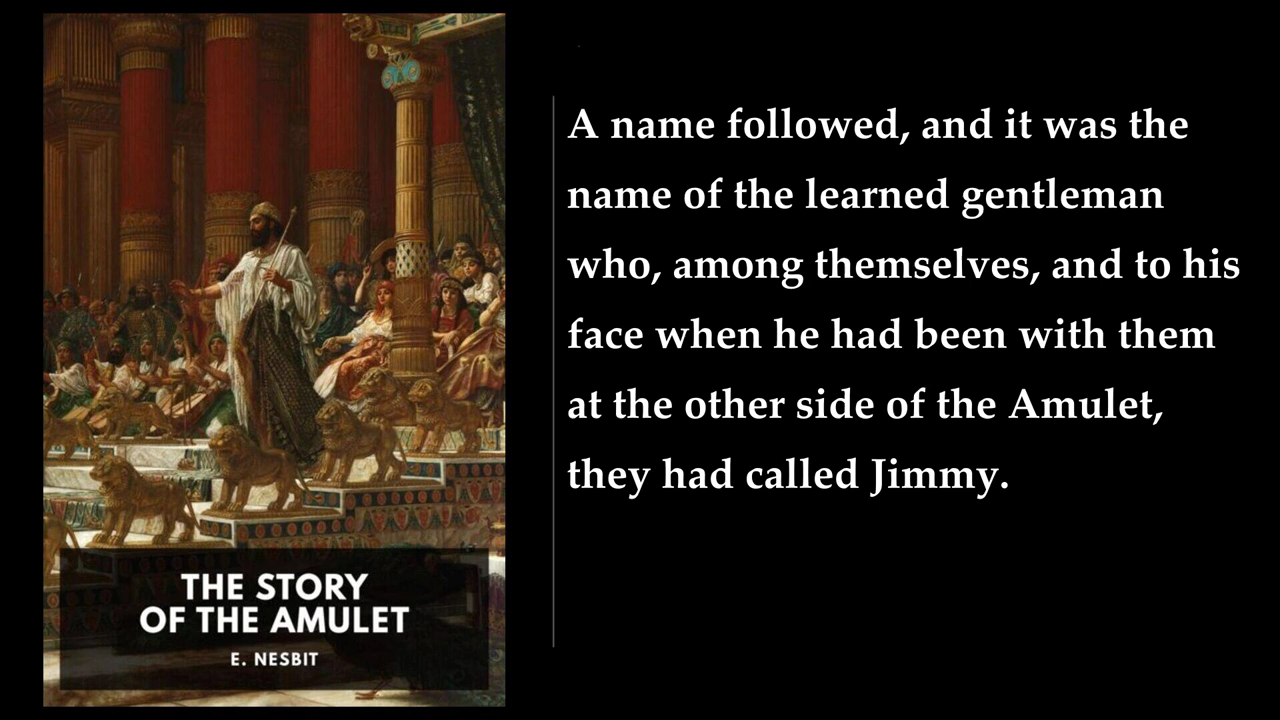 THE STORY
OF THE AMULET
E. NESBIT
A name followed, and it was the
name of the learned gentleman
who, among themselves, and to his
face when he had been with them
at the other side of the Amulet,
they had called Jimmy.